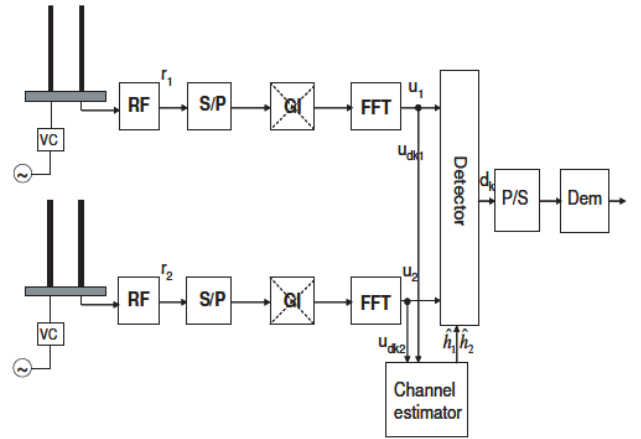 r1
u1
RF
S/P
GI
FFT
VC
~
udk1
Detector
dk
P/S
Dem
r2
u2
RF
S/P
GI
FFT
VC
~
udk2
ĥ1 ĥ2
Channel
estimator